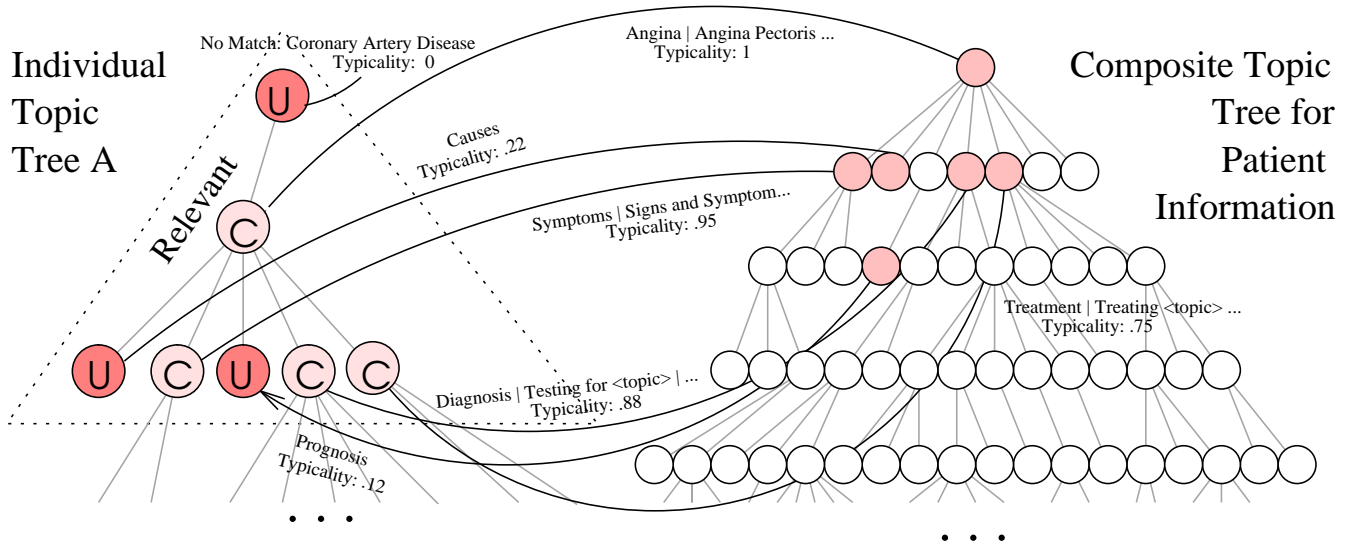 Individual
Topic
Tree A
No Match: Coronary Artery Disease
Typicality: 0
U
Relevant
C
U
C
U
C
C
Angina | Angina Pectoris ...
Typicality: 1
Causes
Typicality: .22
Symptoms | Signs and Symptom...
Typicality: .95
Composite Topic
Tree for
Patient
Information
Treatment | Treating <topic> ...
Typicality: .75
Diagnosis | Testing for <topic> | ...
Typicality: .88
Prognosis
Typicality: .12
. . .
. . .